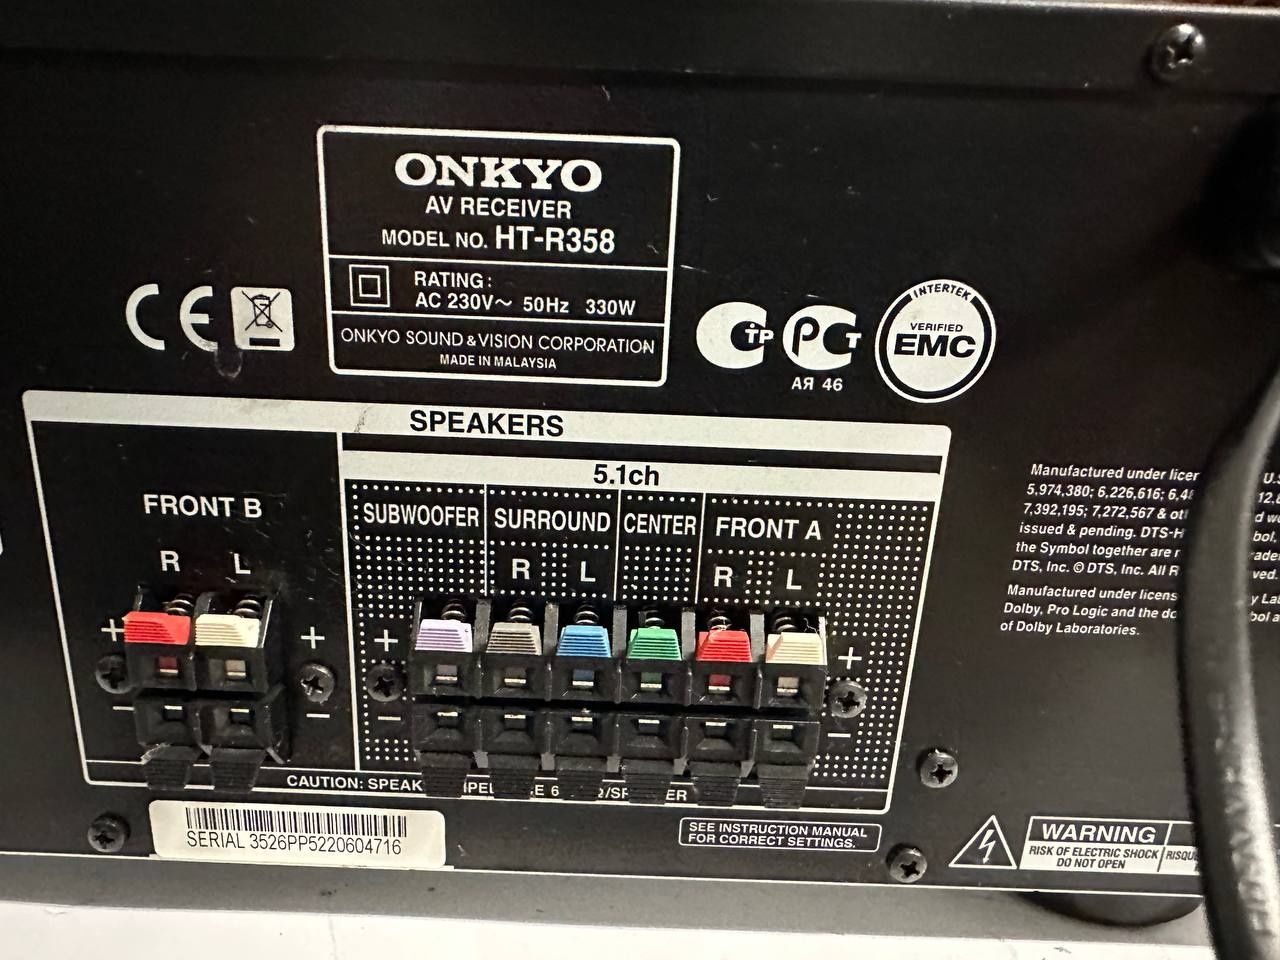 ONKYO
AV RECEIVER
MODEL NO. HT-R358
RATING:
AC 230V~ 50Hz 330W
ONKYO SOUND & VISION CORPORATION
MADE IN MALAYSIA
CE
TP
PCT
АЯ 46
INTERTEK
VERIFIED
EMC
SPEAKERS
5.1ch
FRONT B
R L
SUBWOOFER SURROUND CENTER FRONT A
R L R L
+ + + +
− − − −
CAUTION: SPEAK
SERIAL 3526PP5220604716
SEE INSTRUCTION MANUAL
FOR CORRECT SETTINGS.
Manufactured under U.S.
5,974,380; 6,226,616;
7,392,195; 7,272,567 &
issued & pending.
the Symbol together are
DTS, Inc. © DTS, Inc. All
Manufactured under
Dolby, Pro Logic and the
of Dolby Laboratories.
WARNING
RISK OF ELECTRIC SHOCK
DO NOT OPEN